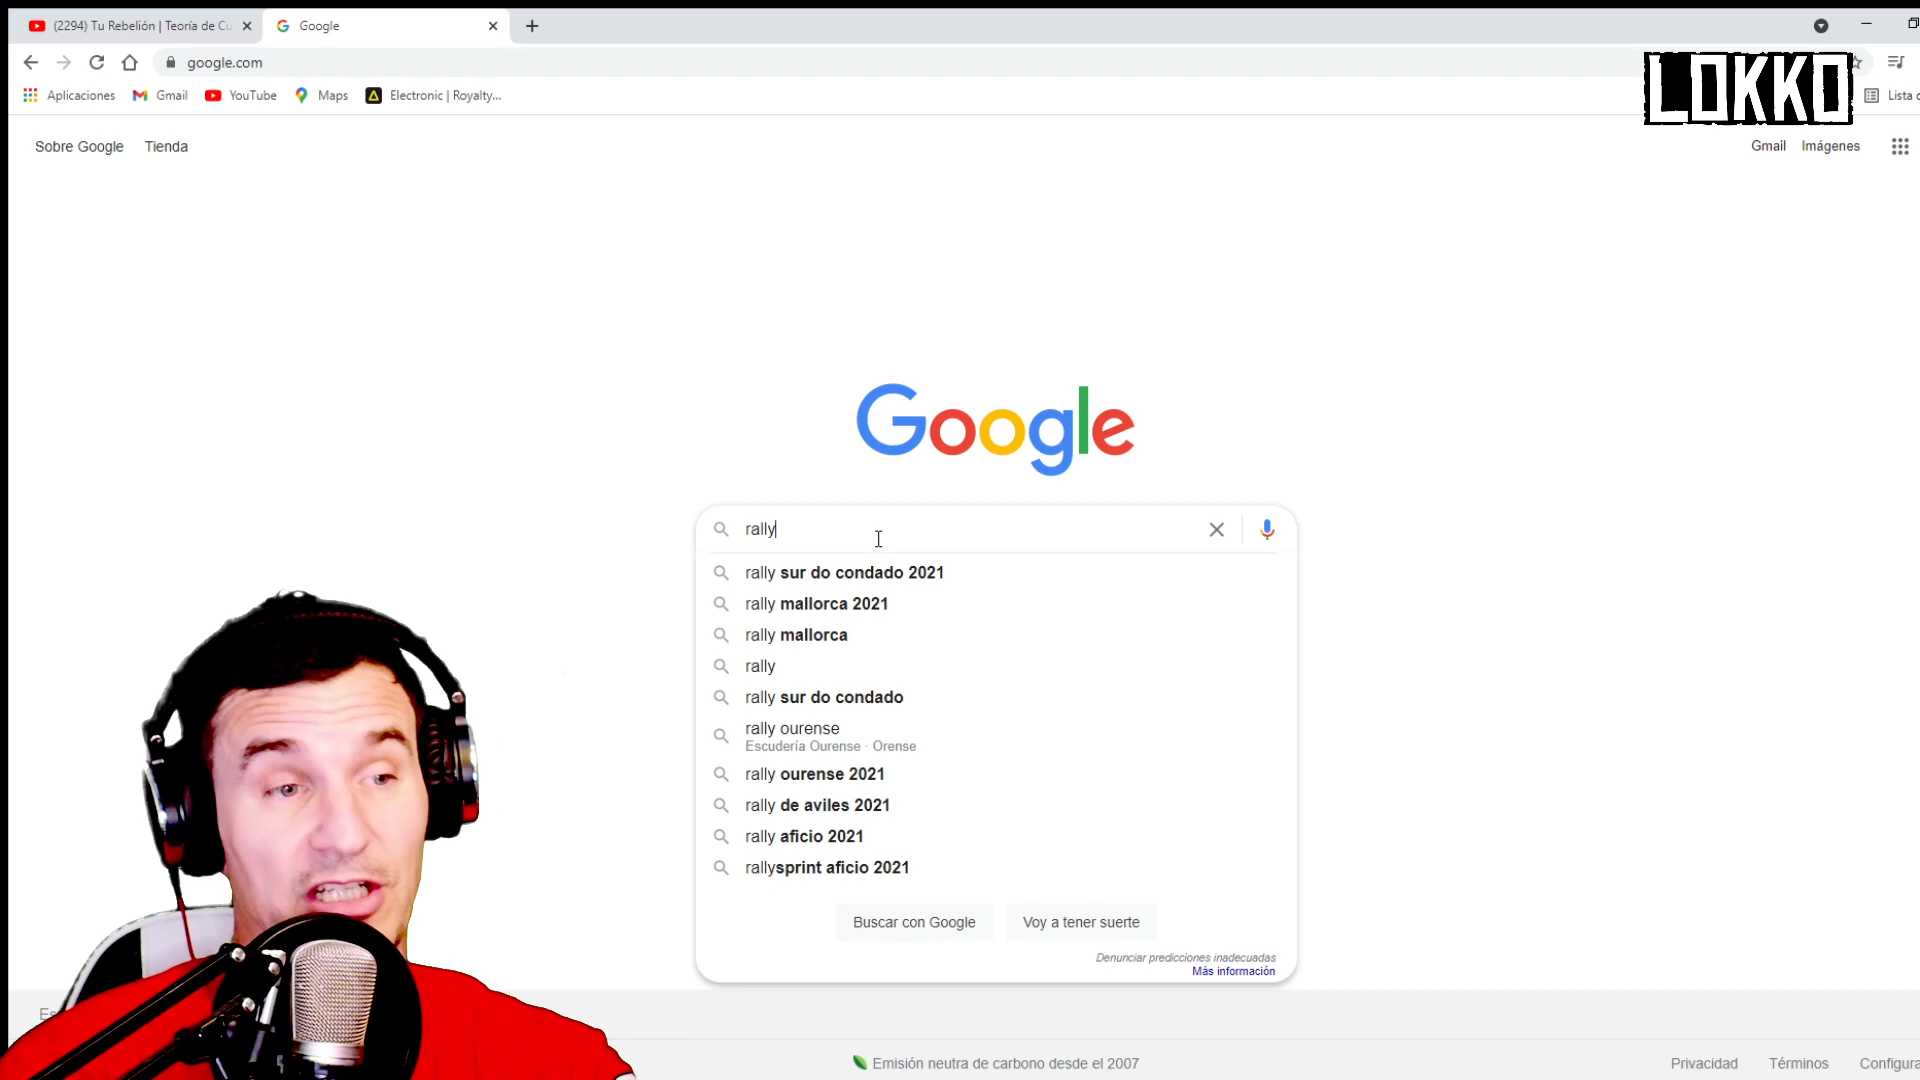 (2294) Tu Rebelión | Teoría de Cu
Google
google.com
LOKKO
Aplicaciones
Gmail
YouTube
Maps
Electronic | Royalty...
Lista
Sobre Google
Tienda
Gmail
Imágenes
Google
rally
rally sur do condado 2021
rally mallorca 2021
rally mallorca
rally
rally sur do condado
rally ourense
Escudería Ourense · Orense
rally ourense 2021
rally de aviles 2021
rally aficio 2021
rallysprint aficio 2021
Buscar con Google
Voy a tener suerte
Denunciar predicciones inadecuadas
Más información
Emisión neutra de carbono desde el 2007
Privacidad
Términos
Configura